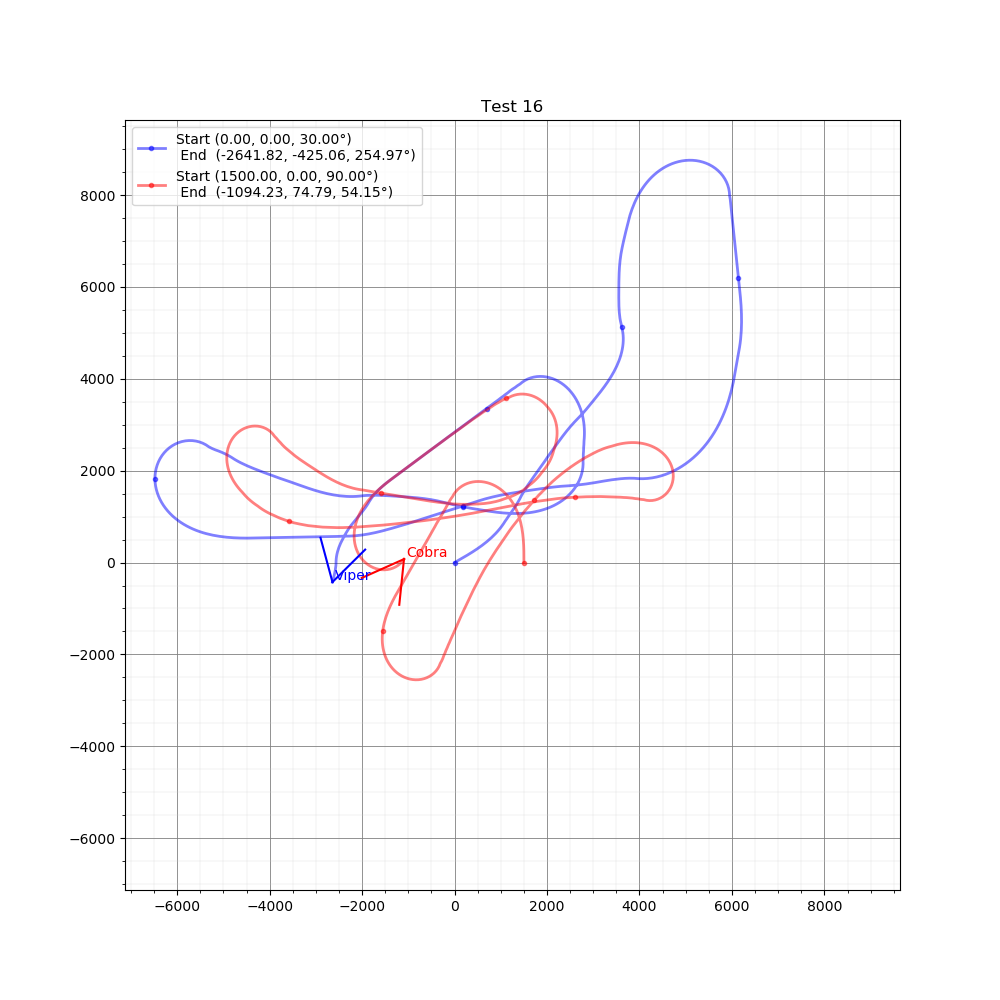 Test 16
Start (0.00, 0.00, 30.00°)
End (-2641.82, -425.06, 254.97°)
Start (1500.00, 0.00, 90.00°)
End (-1094.23, 74.79, 54.15°)
8000
6000
4000
2000
0
−2000
−4000
−6000
Cobra
Viper
−6000 −4000 −2000 0 2000 4000 6000 8000